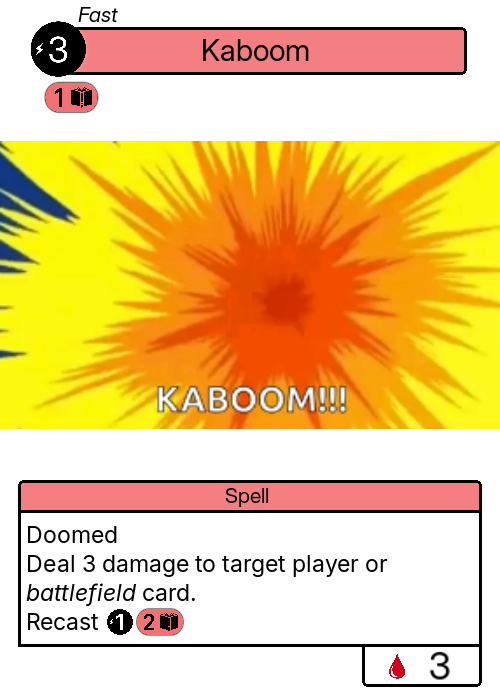 Fast
3 Kaboom
1
KABOOM!!!
Spell
Doomed
Deal 3 damage to target player or
battlefield card.
Recast 1 2
3